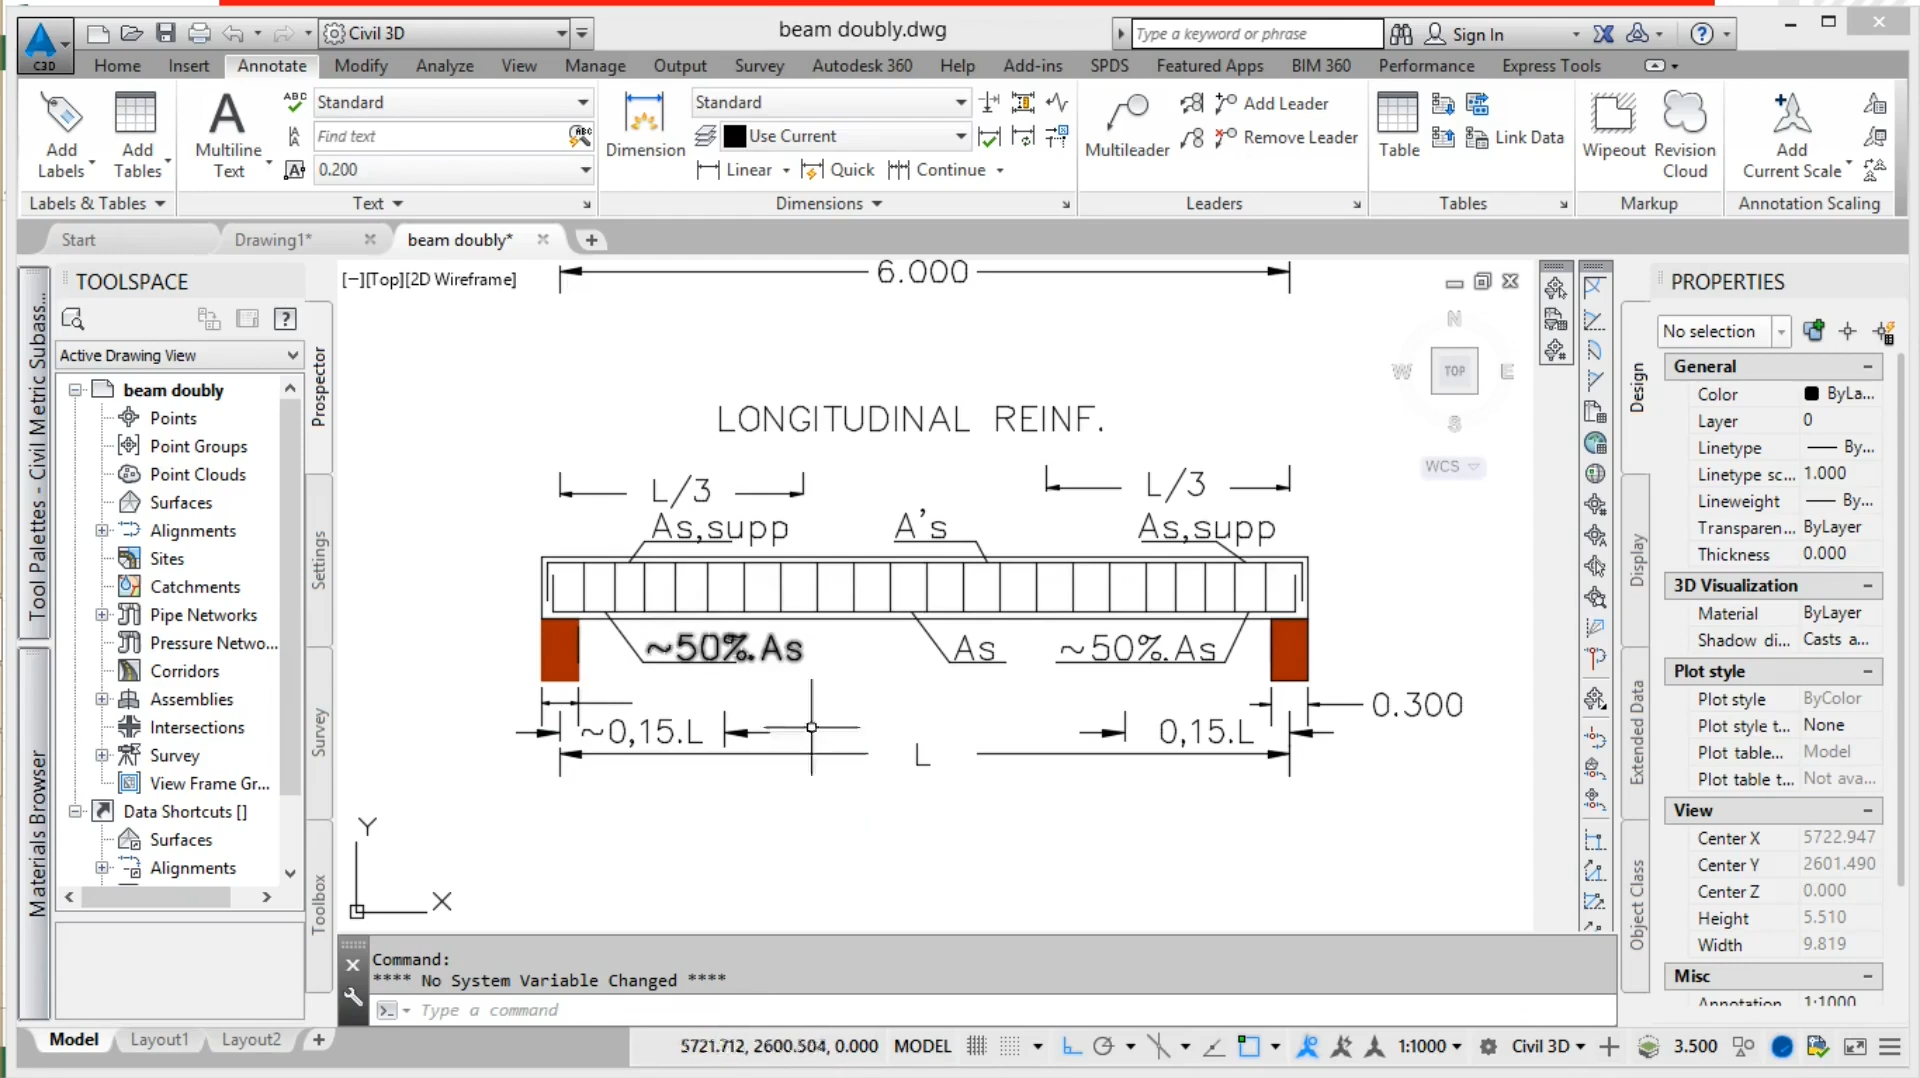 beam doubly.dwg
Civil 3D
Type a keyword or phrase
Sign In
C3D
Home Insert Annotate Modify Analyze View Manage Output Survey Autodesk 360 Help Add-ins SPDS Featured Apps BIM 360 Performance Express Tools
Add Labels
Add Tables
Labels & Tables
Multiline Text
ABC
Standard
Find text
0.200
Text
Dimension
Standard
Use Current
Linear Quick Continue
Dimensions
Multileader
Add Leader
Remove Leader
Leaders
Table
Link Data
Tables
Wipeout
Revision Cloud
Markup
Add Current Scale
Annotation Scaling
Start
Drawing1*
beam doubly*
Tool Palettes - Civil Metric Subass...
Materials Browser
TOOLSPACE
Active Drawing View
beam doubly
Points
Point Groups
Point Clouds
Surfaces
Alignments
Sites
Catchments
Pipe Networks
Pressure Netwo...
Corridors
Assemblies
Intersections
Survey
View Frame Gr...
Data Shortcuts []
Surfaces
Alignments
Prospector
Settings
Survey
Toolbox
[−][Top][2D Wireframe]
6.000
LONGITUDINAL REINF.
L/3
L/3
As,supp
A's
As,supp
~50%.As
As
~50%.As
0.300
~0,15.L
0,15.L
L
Y
X
N
W TOP E
S
WCS
Command:
**** No System Variable Changed ****
Type a command
PROPERTIES
No selection
General
Color ByLa...
Layer 0
Linetype By...
Linetype sc... 1.000
Lineweight By...
Transparen... ByLayer
Thickness 0.000
3D Visualization
Material ByLayer
Shadow di... Casts a...
Plot style
Plot style ByColor
Plot style t... None
Plot table... Model
Plot table t... Not ava...
View
Center X 5722.947
Center Y 2601.490
Center Z 0.000
Height 5.510
Width 9.819
Misc
Annotation 1:1000
Design
Display
Extended Data
Object Class
Model Layout1 Layout2
5721.712, 2600.504, 0.000 MODEL 1:1000 Civil 3D 3.500